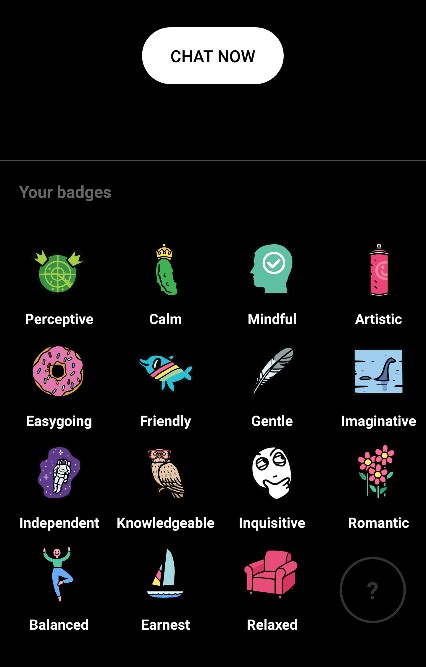 CHAT NOW
Your badges
Perceptive Calm Mindful Artistic
Easygoing Friendly Gentle Imaginative
Independent Knowledgeable Inquisitive Romantic
?
Balanced Earnest Relaxed